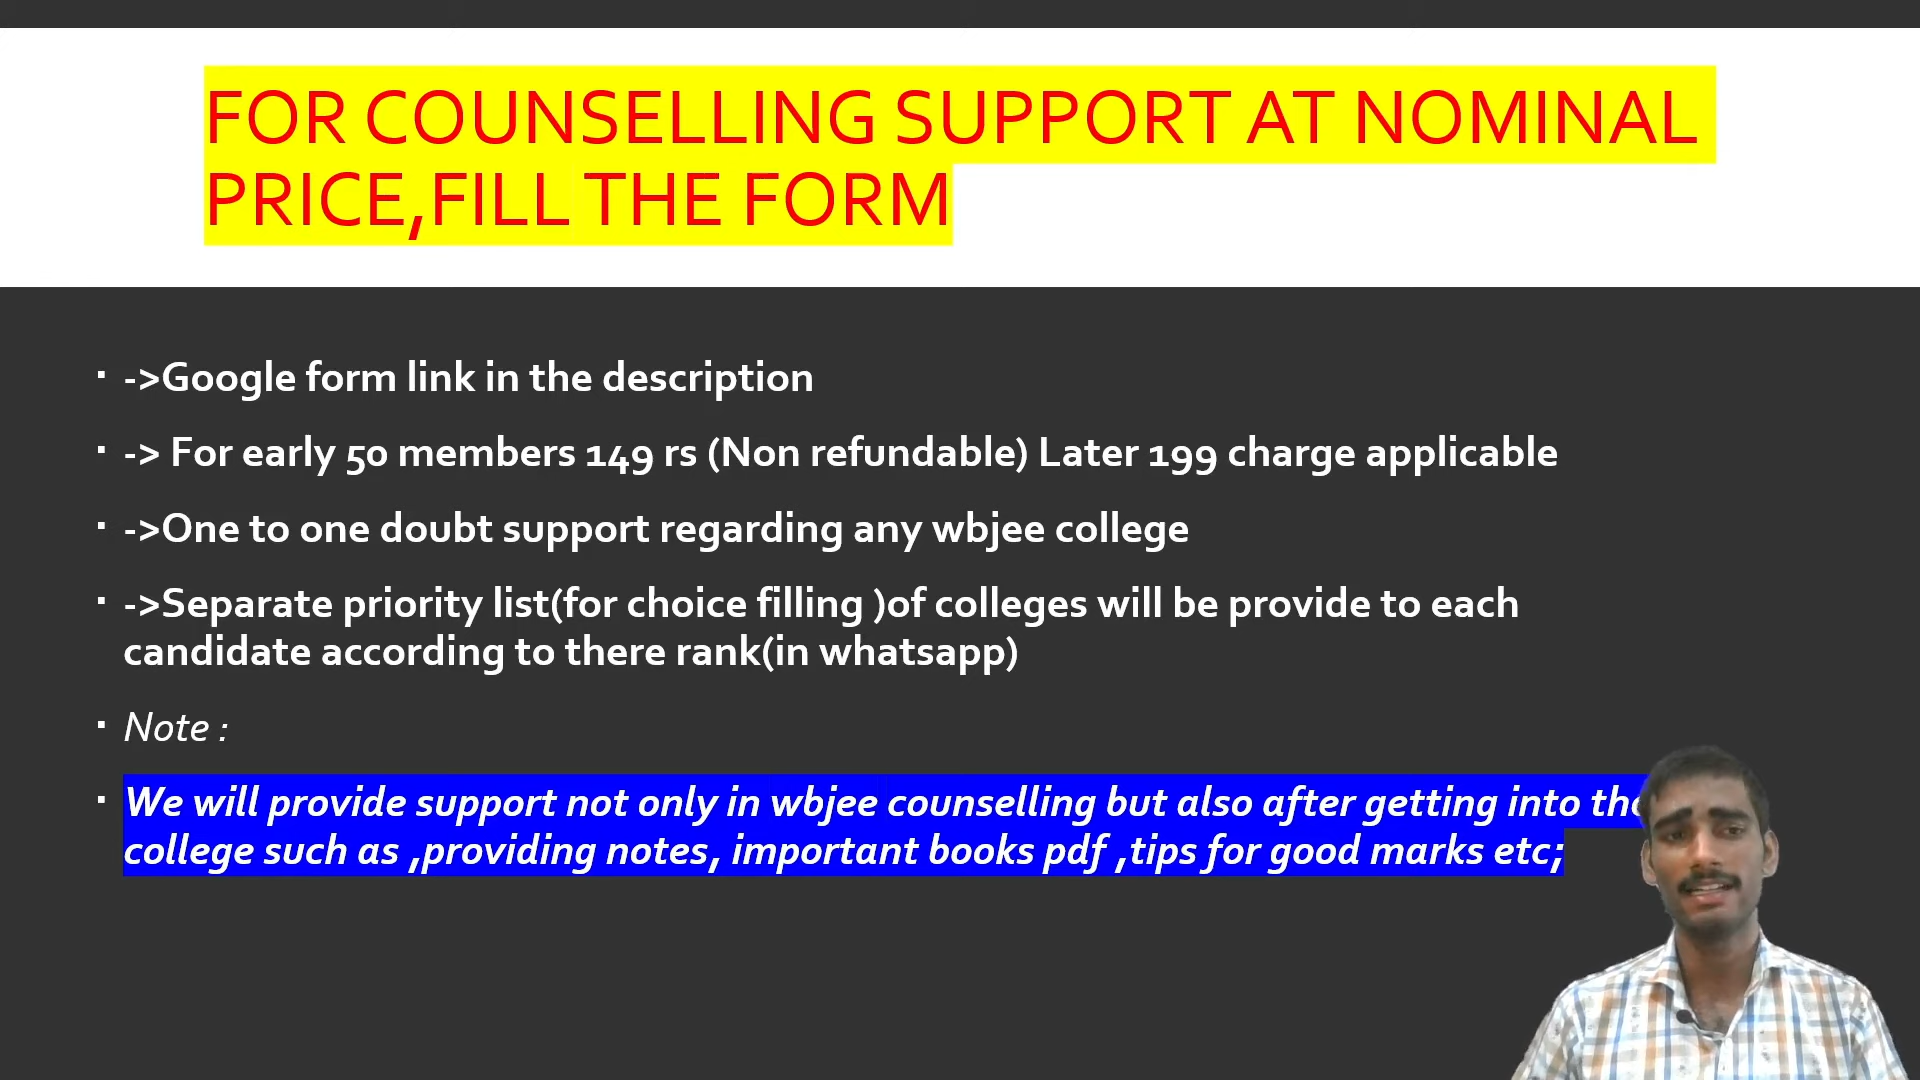 FOR COUNSELLING SUPPORT AT NOMINAL
PRICE,FILL THE FORM
->Google form link in the description
-> For early 50 members 149 rs (Non refundable) Later 199 charge applicable
->One to one doubt support regarding any wbjee college
->Separate priority list(for choice filling )of colleges will be provide to each
candidate according to there rank(in whatsapp)
Note :
We will provide support not only in wbjee counselling but also after getting into the
college such as ,providing notes, important books pdf ,tips for good marks etc;